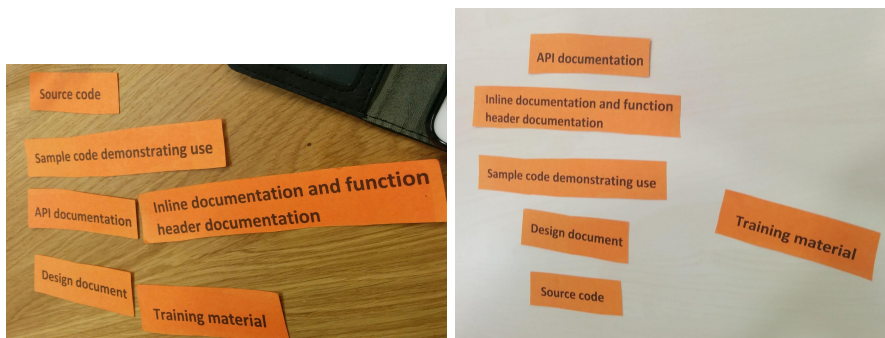 Source code
Sample code demonstrating use
API documentation
Inline documentation and function
header documentation
Design document
Training material
API documentation
Inline documentation and function
header documentation
Sample code demonstrating use
Design document
Training material
Source code